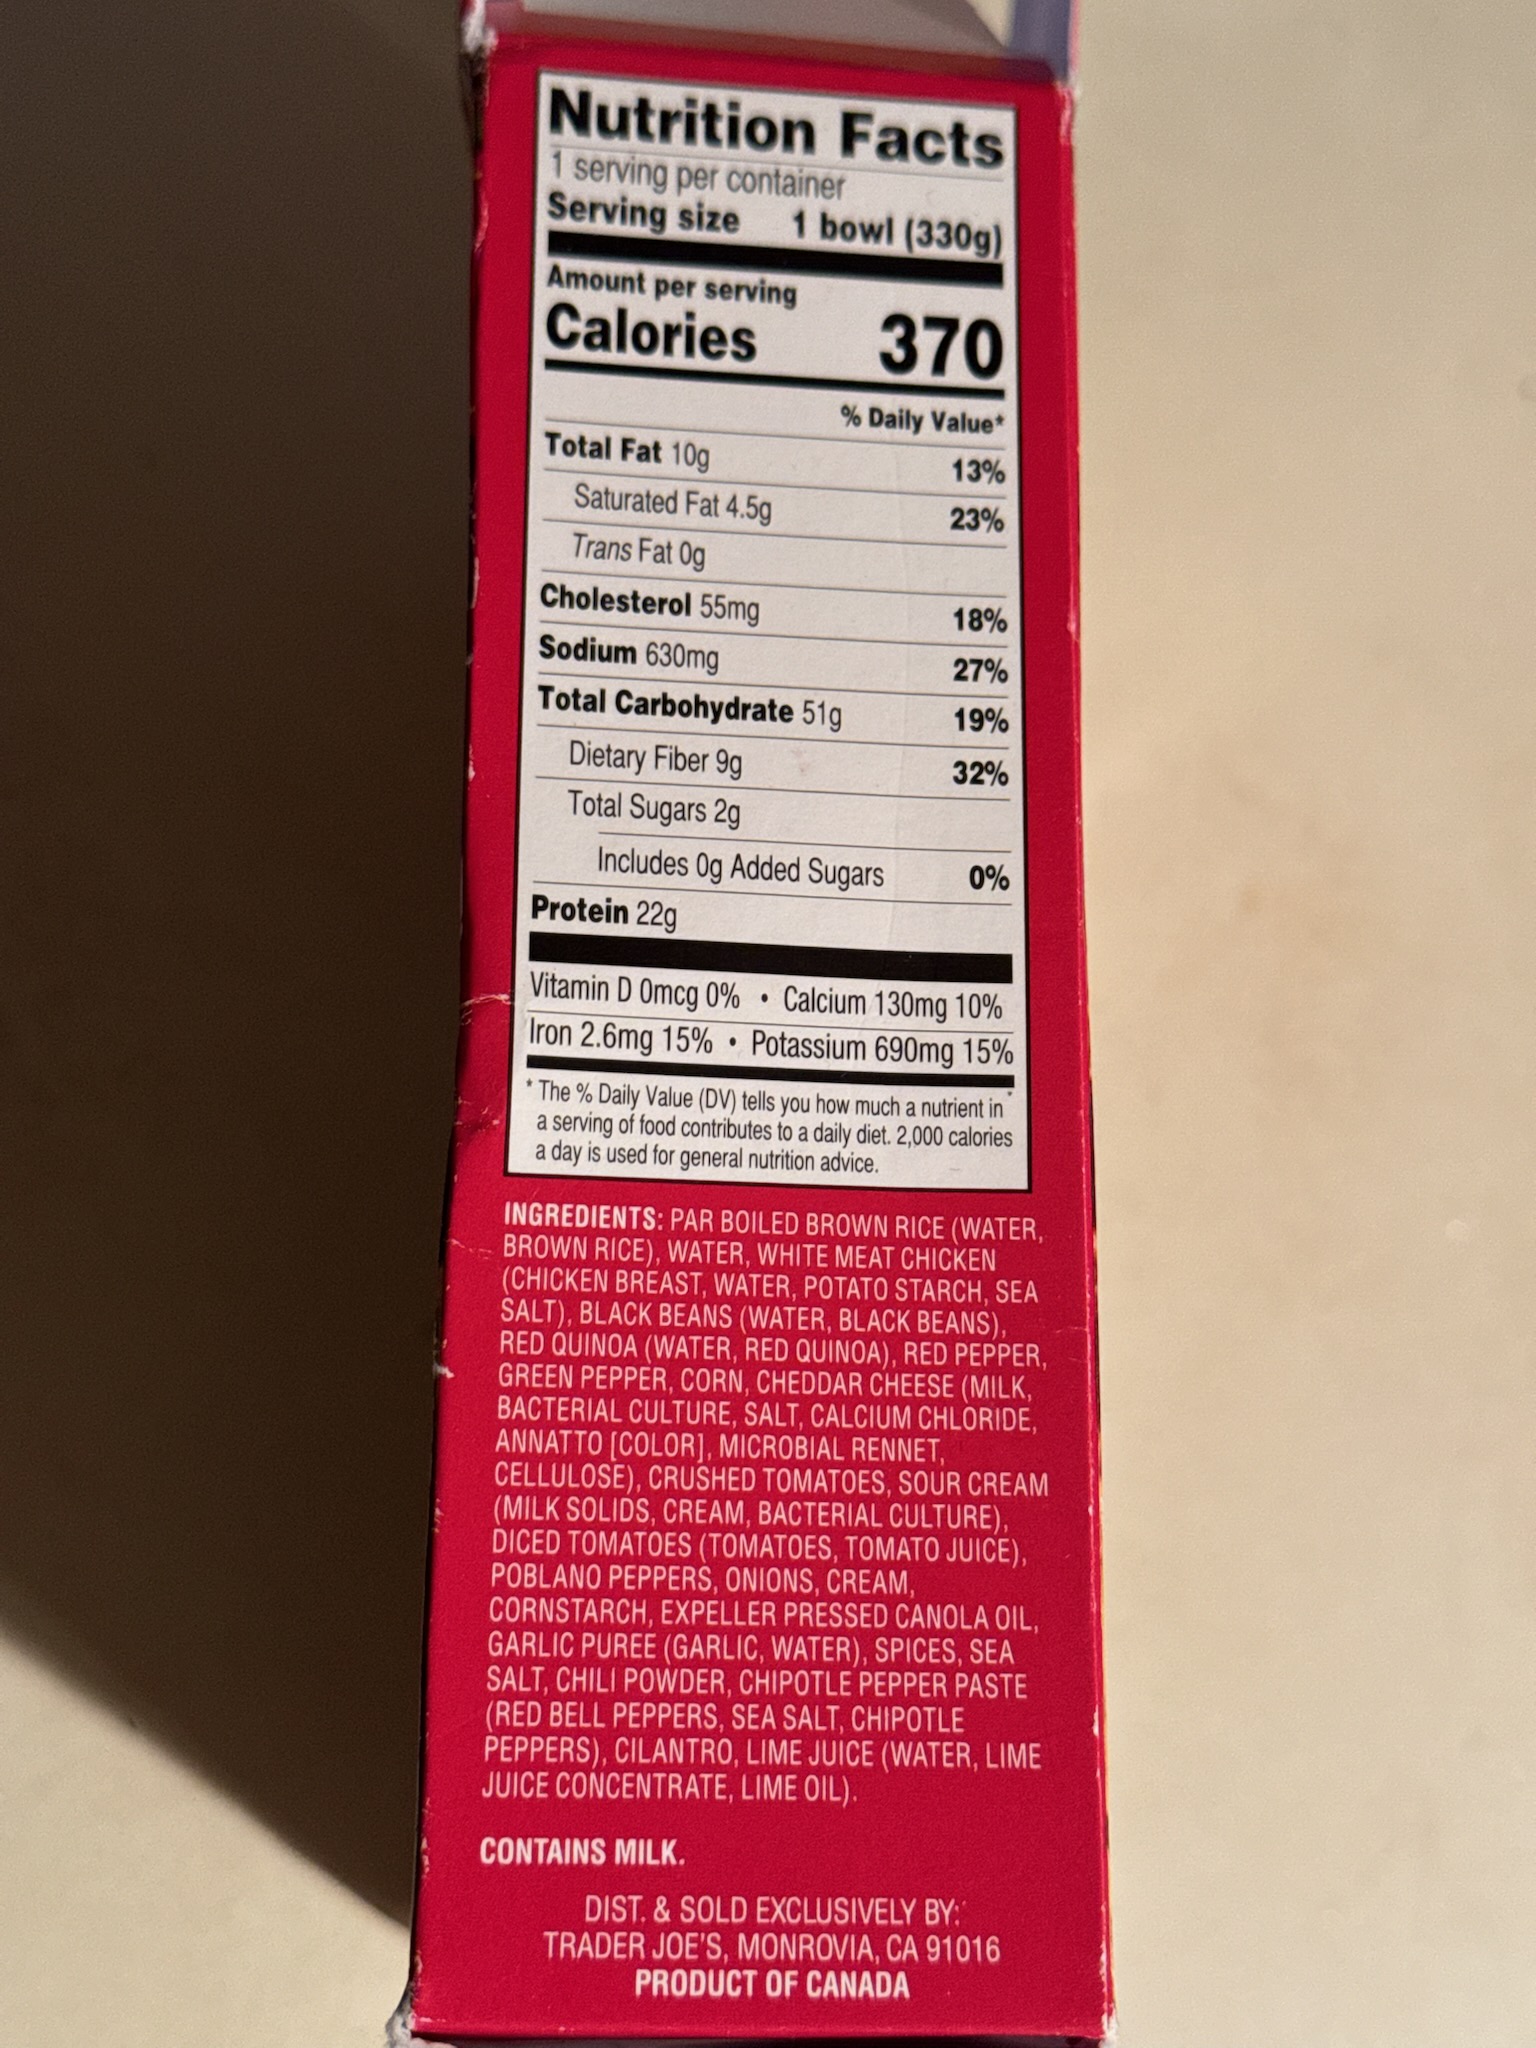 Nutrition Facts
1 serving per container
Serving size 1 bowl (330g)
Amount per serving
Calories 370
% Daily Value*
Total Fat 10g 13%
Saturated Fat 4.5g 23%
Trans Fat 0g
Cholesterol 55mg 18%
Sodium 630mg 27%
Total Carbohydrate 51g 19%
Dietary Fiber 9g 32%
Total Sugars 2g
Includes 0g Added Sugars 0%
Protein 22g
Vitamin D 0mcg 0% • Calcium 130mg 10%
Iron 2.6mg 15% • Potassium 690mg 15%
* The % Daily Value (DV) tells you how much a nutrient in
a serving of food contributes to a daily diet. 2,000 calories
a day is used for general nutrition advice.
INGREDIENTS: PAR BOILED BROWN RICE (WATER,
BROWN RICE), WATER, WHITE MEAT CHICKEN
(CHICKEN BREAST, WATER, POTATO STARCH, SEA
SALT), BLACK BEANS (WATER, BLACK BEANS),
RED QUINOA (WATER, RED QUINOA), RED PEPPER,
GREEN PEPPER, CORN, CHEDDAR CHEESE (MILK,
BACTERIAL CULTURE, SALT, CALCIUM CHLORIDE,
ANNATTO [COLOR], MICROBIAL RENNET,
CELLULOSE), CRUSHED TOMATOES, SOUR CREAM
(MILK SOLIDS, CREAM, BACTERIAL CULTURE),
DICED TOMATOES (TOMATOES, TOMATO JUICE),
POBLANO PEPPERS, ONIONS, CREAM,
CORNSTARCH, EXPELLER PRESSED CANOLA OIL,
GARLIC PUREE (GARLIC, WATER), SPICES, SEA
SALT, CHILI POWDER, CHIPOTLE PEPPER PASTE
(RED BELL PEPPERS, SEA SALT, CHIPOTLE
PEPPERS), CILANTRO, LIME JUICE (WATER, LIME
JUICE CONCENTRATE, LIME OIL).
CONTAINS MILK.
DIST. & SOLD EXCLUSIVELY BY:
TRADER JOE'S, MONROVIA, CA 91016
PRODUCT OF CANADA